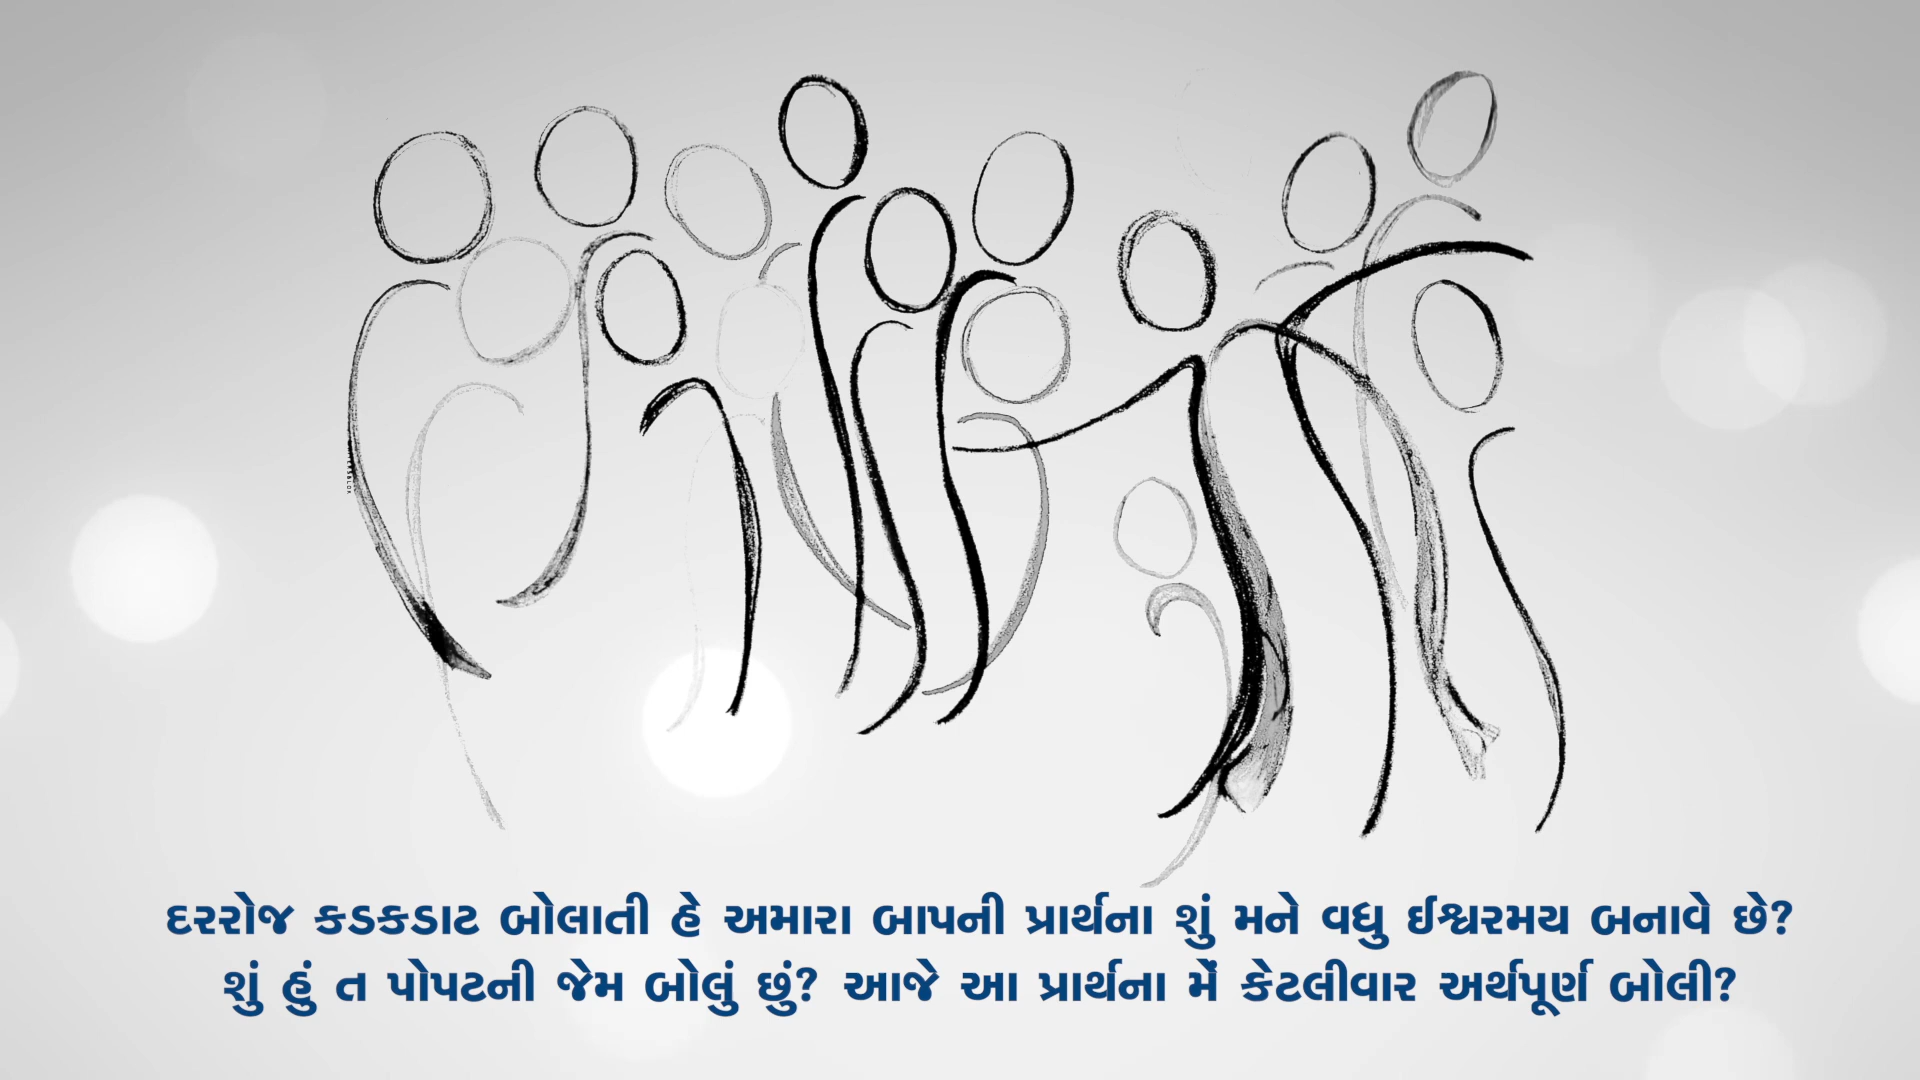 દરરોજ કડકડાટ બોલાતી હે અમારા બાપની પ્રાર્થના શું મને વધુ ઈશ્વરમય બનાવે છે?
શું હું ત પોપટની જેમ બોલું છું? આજે આ પ્રાર્થના મેં કેટલીવાર અર્થપૂર્ણ બોલી?